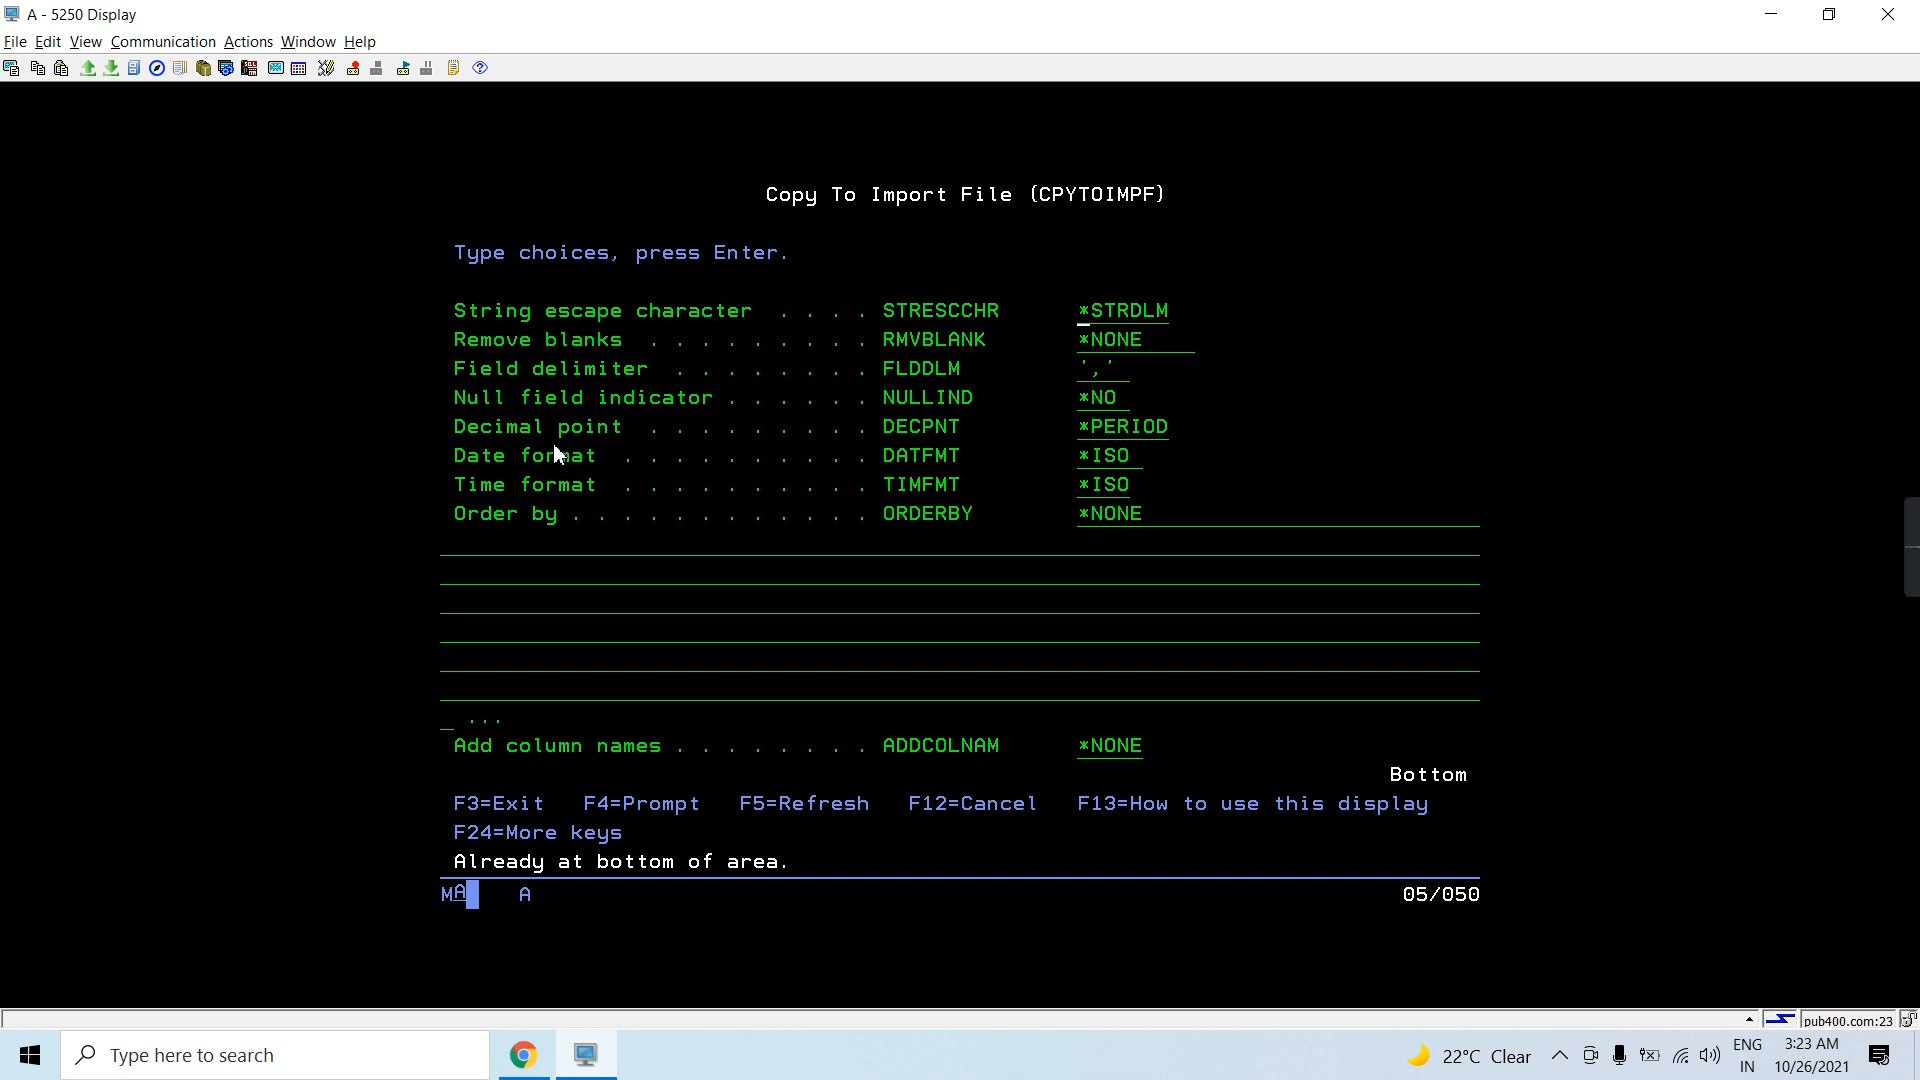 A - 5250 Display
File Edit View Communication Actions Window Help
Copy To Import File (CPYTOIMPF)
Type choices, press Enter.
String escape character . . . . STRESCCHR *STRDLM
Remove blanks . . . . . . . . . RMVBLANK *NONE
Field delimiter . . . . . . . . FLDDLM ','
Null field indicator . . . . . . NULLIND *NO
Decimal point . . . . . . . . . DECPNT *PERIOD
Date format . . . . . . . . . . DATFMT *ISO
Time format . . . . . . . . . . TIMFMT *ISO
Order by . . . . . . . . . . . . ORDERBY *NONE
...
Add column names . . . . . . . . ADDCOLNAM *NONE
Bottom
F3=Exit F4=Prompt F5=Refresh F12=Cancel F13=How to use this display
F24=More keys
Already at bottom of area.
MA A 05/050
pub400.com:23
Type here to search
22°C Clear
ENG
IN
3:23 AM
10/26/2021